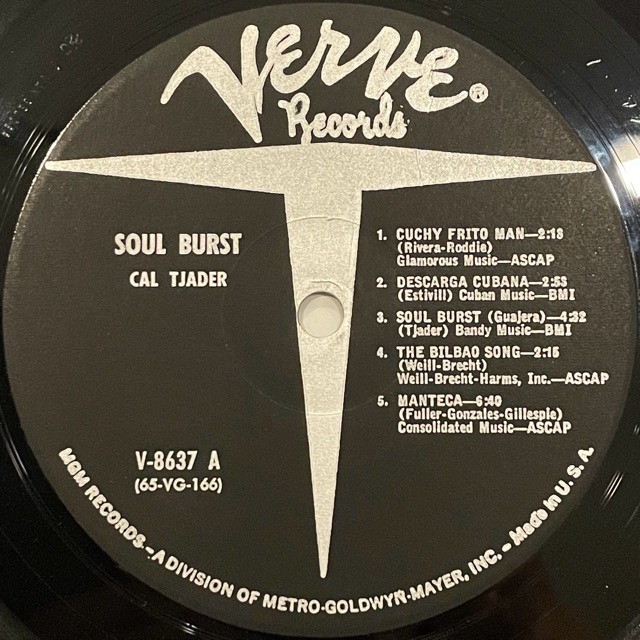 Verve®
Records
SOUL BURST
CAL TJADER
1. CUCHY FRITO MAN—2:13
(Rivera-Roddie)
Glamorous Music—ASCAP
2. DESCARGA CUBANA—2:53
(Estivill) Cuban Music—BMI
3. SOUL BURST (Guajera)—4:32
(Tjader) Bandy Music—BMI
4. THE BILBAO SONG—2:15
(Weill-Brecht)
Weill-Brecht-Harms, Inc.—ASCAP
5. MANTECA—6:40
(Fuller-Gonzales-Gillespie)
Consolidated Music—ASCAP
V-8637 A
(65-VG-166)
MGM RECORDS—A DIVISION OF METRO-GOLDWYN-MAYER, INC.—Made in U. S. A.